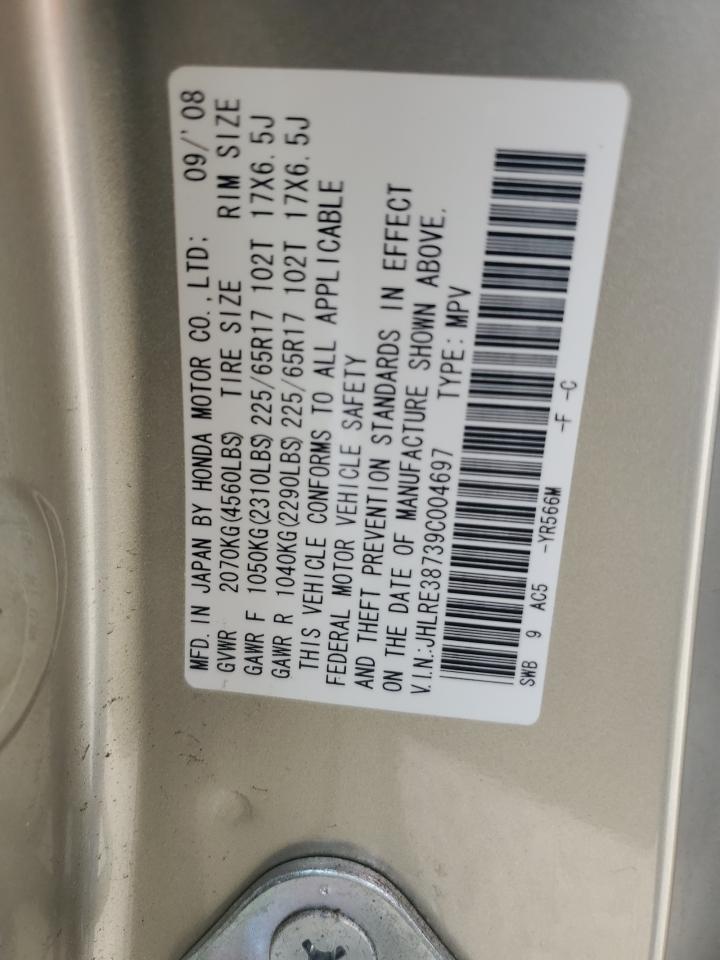 MFD. IN JAPAN BY HONDA MOTOR CO.,LTD: 09/'08
GVWR 2070KG(4560LBS) TIRE SIZE RIM SIZE
GAWR F 1050KG(2310LBS) 225/65R17 102T 17X6.5J
GAWR R 1040KG(2290LBS) 225/65R17 102T 17X6.5J
THIS VEHICLE CONFORMS TO ALL APPLICABLE
FEDERAL MOTOR VEHICLE SAFETY
AND THEFT PREVENTION STANDARDS IN EFFECT
ON THE DATE OF MANUFACTURE SHOWN ABOVE.
V.I.N.:JHLRE38739C004697 TYPE: MPV
SWB 9 AC5 -YR566M -F -C